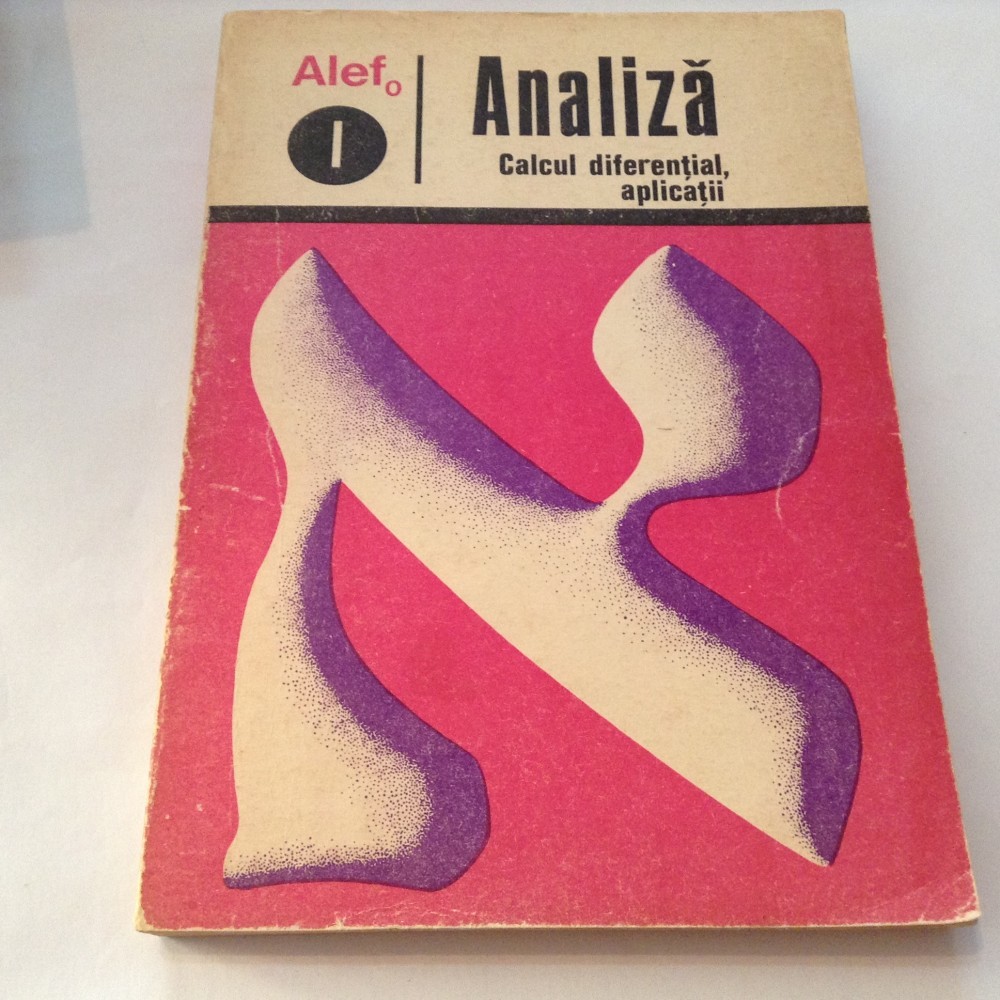 Alef₀
I
Analiză
Calcul diferențial,
aplicații
א